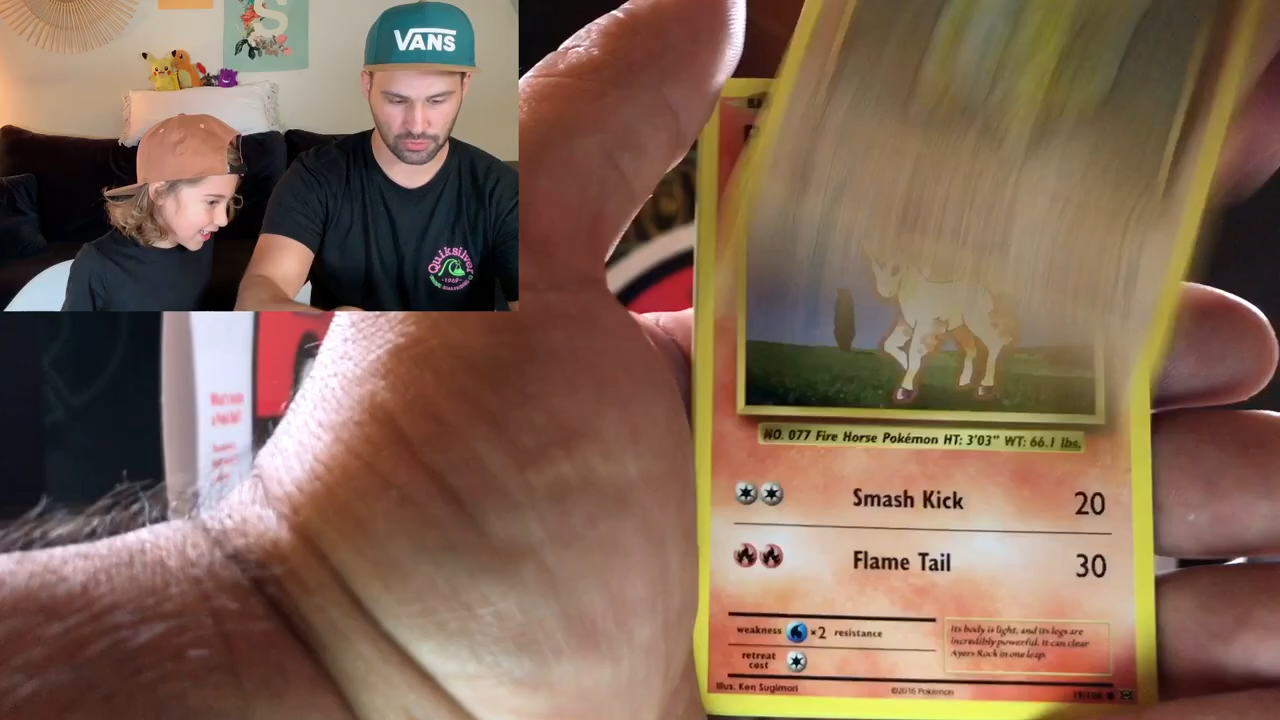 S
VANS
Quiksilver
1969
NO. 077 Fire Horse Pokémon HT: 3'03" WT: 66.1 lbs.
Smash Kick 20
Flame Tail 30
weakness ×2 resistance
retreat cost
Its body is light, and its legs are
incredibly powerful. It can clear
Ayers Rock in one leap.
Illus. Ken Sugimori ©2016 Pokémon